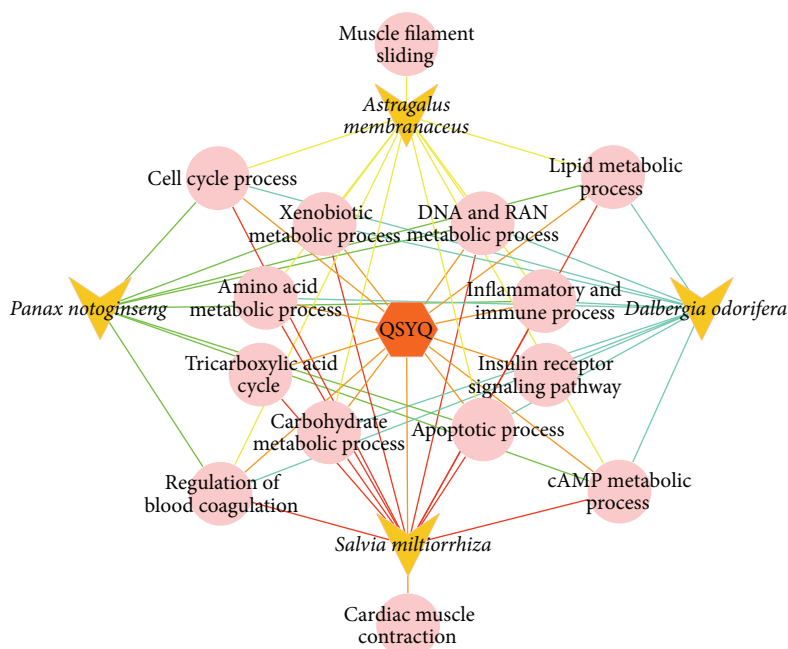 Muscle filament
sliding
Astragalus
membranaceus
Cell cycle process
Lipid metabolic
process
Xenobiotic
metabolic process
DNA and RAN
metabolic process
Panax notoginseng
Amino acid
metabolic process
Inflammatory and
immune process
Dalbergia odorifera
QSYQ
Tricarboxylic acid
cycle
Insulin receptor
signaling pathway
Carbohydrate
metabolic process
Apoptotic process
Regulation of
blood coagulation
cAMP metabolic
process
Salvia miltiorrhiza
Cardiac muscle
contraction